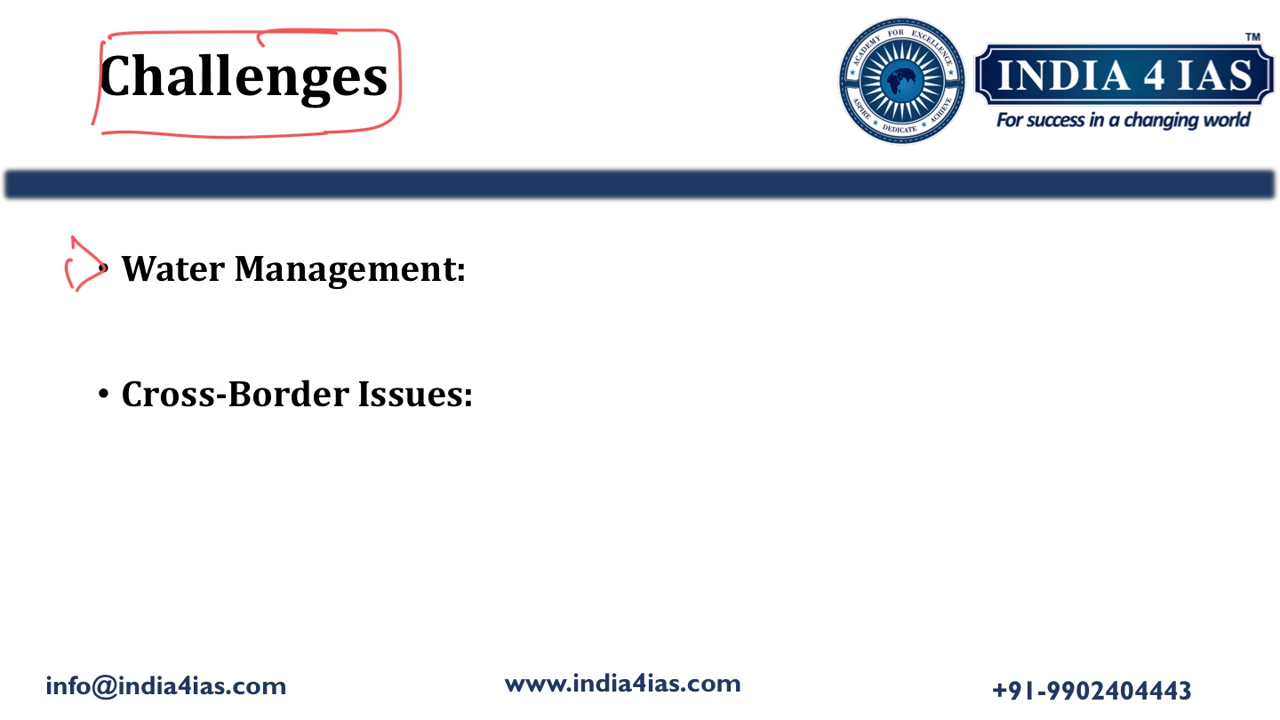 Challenges
ACADEMY FOR EXCELLENCE
ASPIRE ★ DEDICATE ★ ACHIEVE
INDIA 4 IAS
TM
For success in a changing world
• Water Management:
• Cross-Border Issues:
info@india4ias.com
www.india4ias.com
+91-9902404443